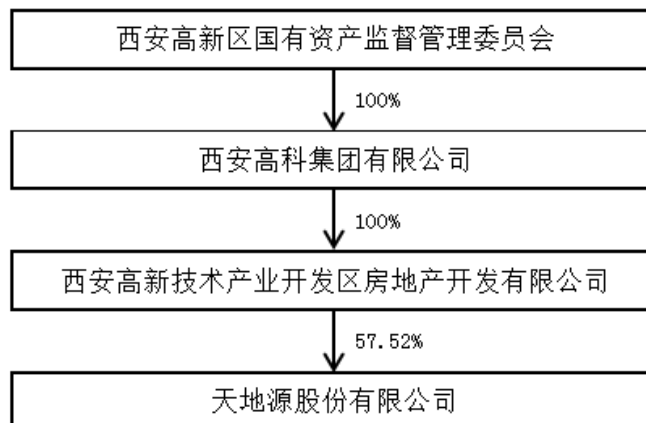 西安高新区国有资产监督管理委员会
100%
西安高科集团有限公司
100%
西安高新技术产业开发区房地产开发有限公司
57.52%
天地源股份有限公司